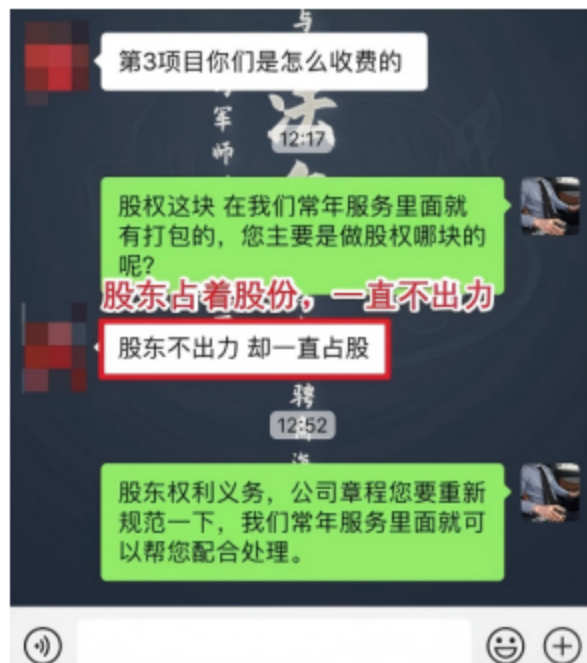 与
第3项目你们是怎么收费的
军
师
12:17
股权这块 在我们常年服务里面就
有打包的，您主要是做股权哪块的
呢？
股东占着股份，一直不出力
股东不出力 却一直占股
骋
12:52
股东权利义务，公司章程您要重新
规范一下，我们常年服务里面就可
以帮您配合处理。